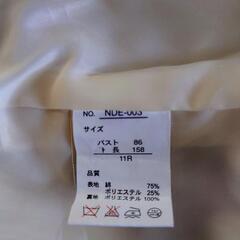 NO. NDE-003
サイズ
バスト 86
ト 長 158
11R
品質
表地 綿 75%
ポリエステル 25%
裏地 ポリエステル 100%